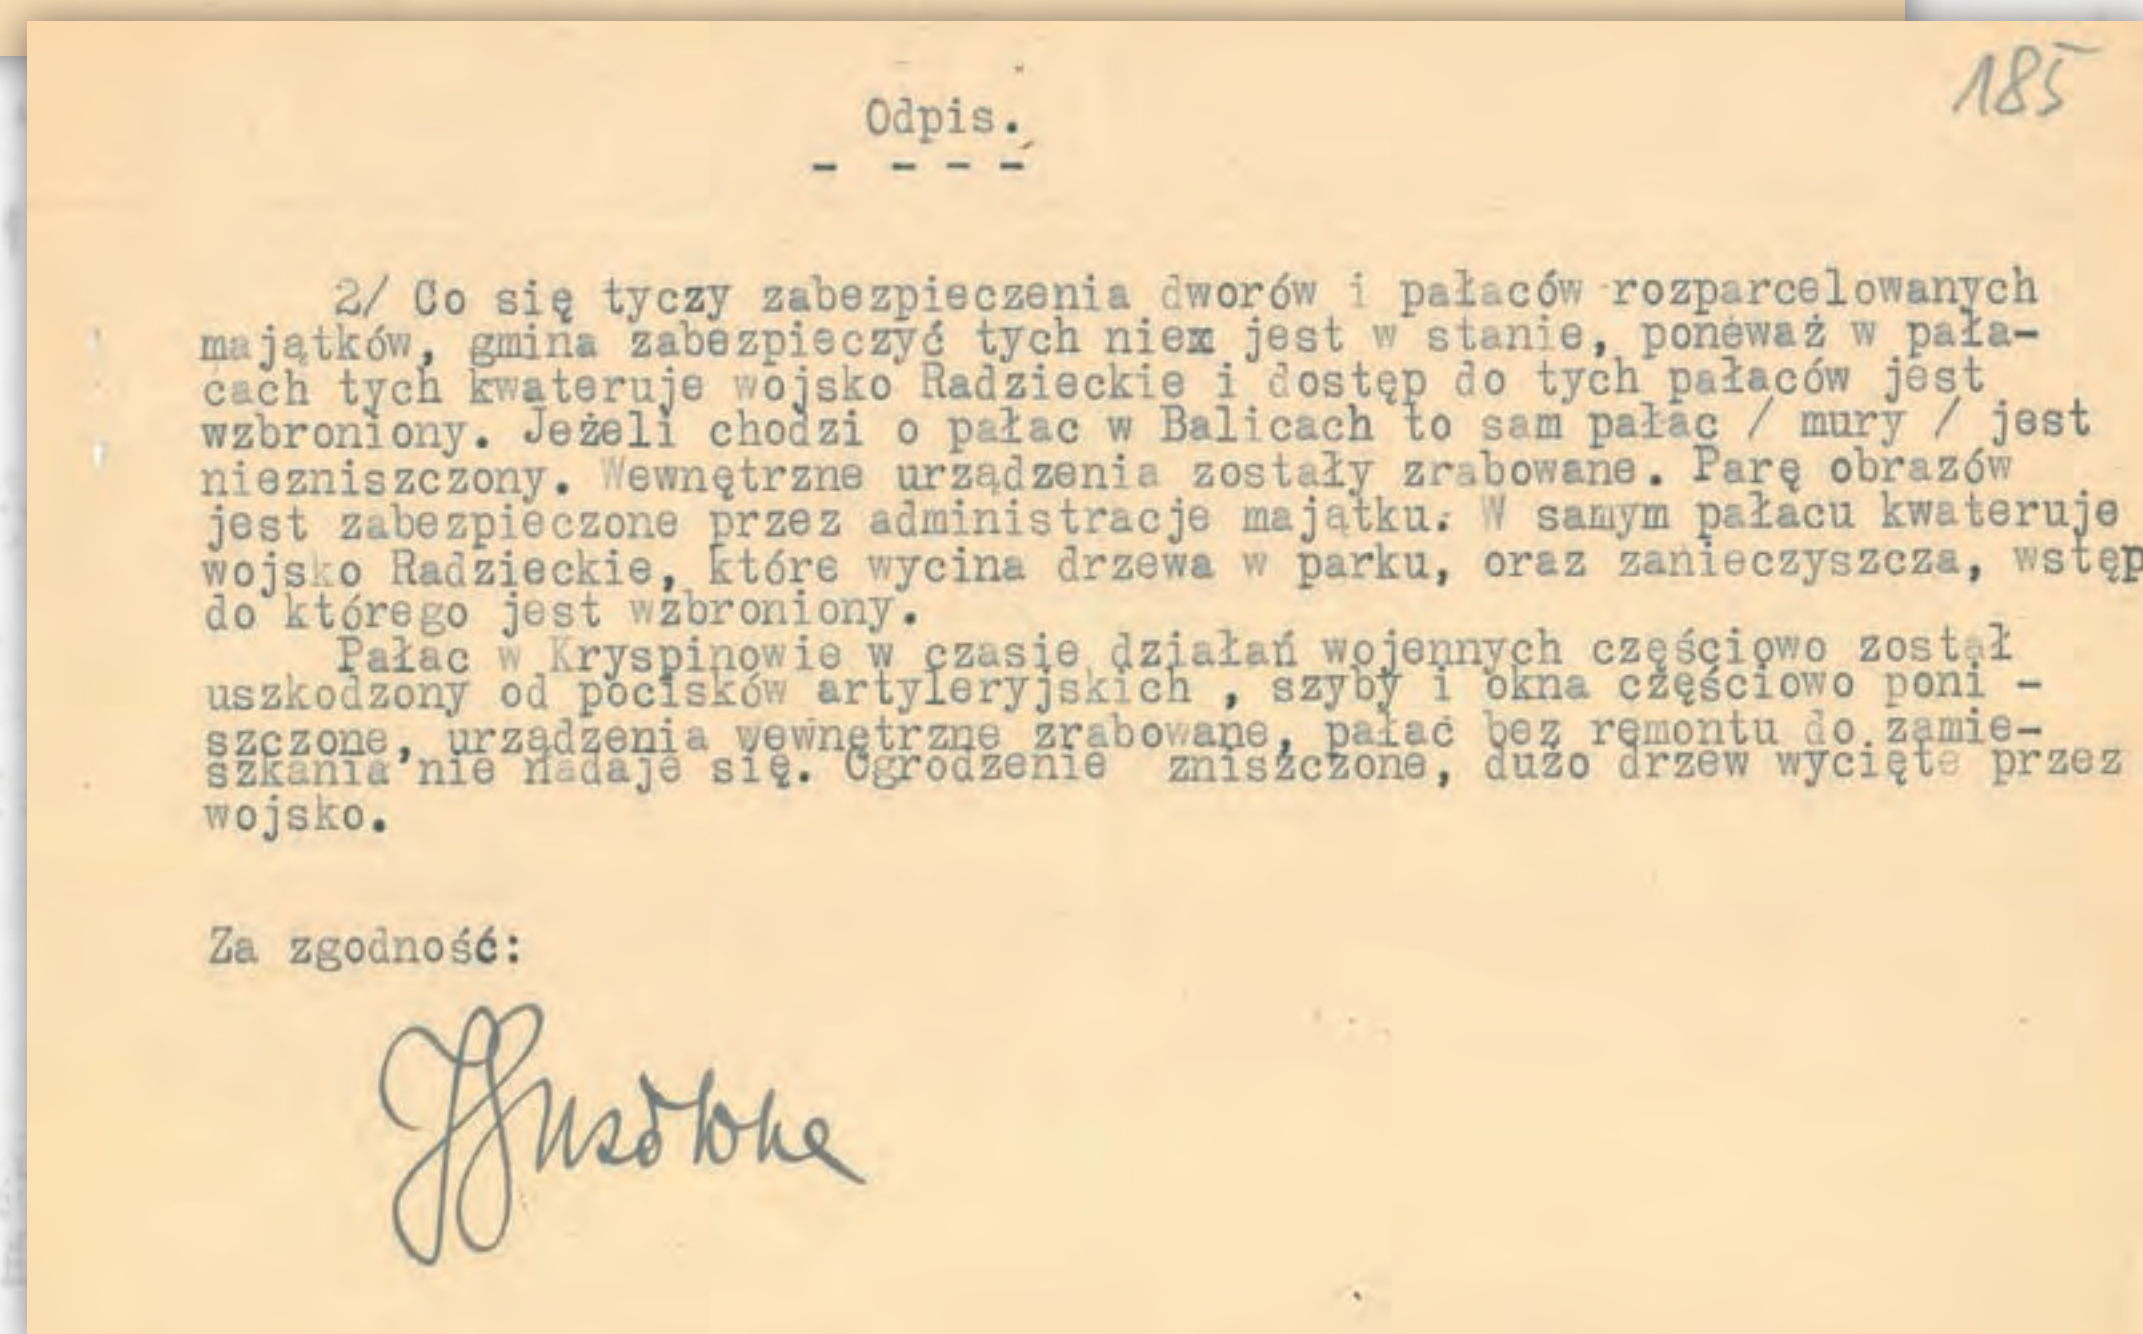 185
Odpis.
- - - -
2/ Co się tyczy zabezpieczenia dworów i pałaców rozparcelowanych
majątków, gmina zabezpieczyć tych niex jest w stanie, poneważ w pała-
cach tych kwateruje wojsko Radzieckie i dostęp do tych pałaców jest
wzbroniony. Jeżeli chodzi o pałac w Balicach to sam pałac / mury / jest
niezniszczony. Wewnętrzne urządzenia zostały zrabowane. Parę obrazów
jest zabezpieczone przez administracje majątku. W samym pałacu kwateruje
wojsko Radzieckie, które wycina drzewa w parku, oraz zanieczyszcza, wstęp
do którego jest wzbroniony.
Pałac w Kryspinowie w czasie działań wojennych częściowo został
uszkodzony od pocisków artyleryjskich , szyby i okna częściowo poni -
szczone, urządzenia wewnętrzne zrabowane, pałac bez remontu do zamie-
szkania nie nadaje się. Ogrodzenie zniszczone, dużo drzew wycięte przez
wojsko.
Za zgodność: